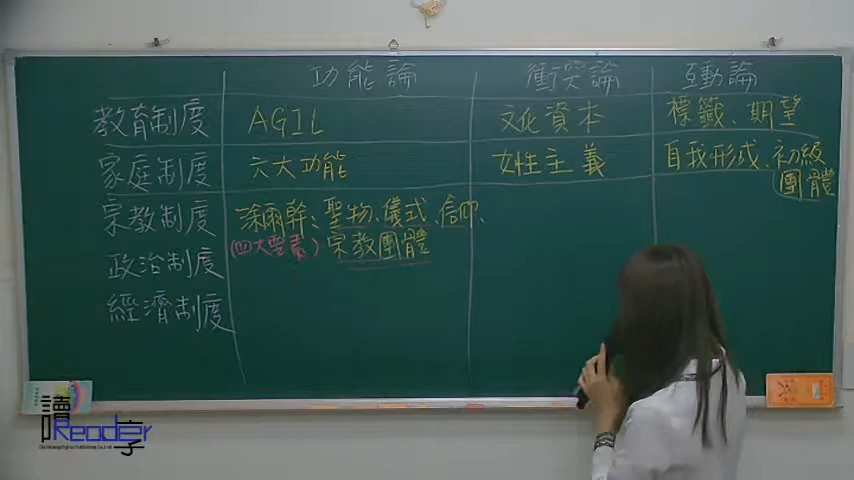 功能論 衝突論 互動論
教育制度 AGIL 文化資本 標籤、期望
家庭制度 六大功能 女性主義 自我形成、初級
團體
宗教制度 涂爾幹、聖物、儀式、信仰、
(四大要素) 宗教團體
政治制度
經濟制度
讀享
Reader